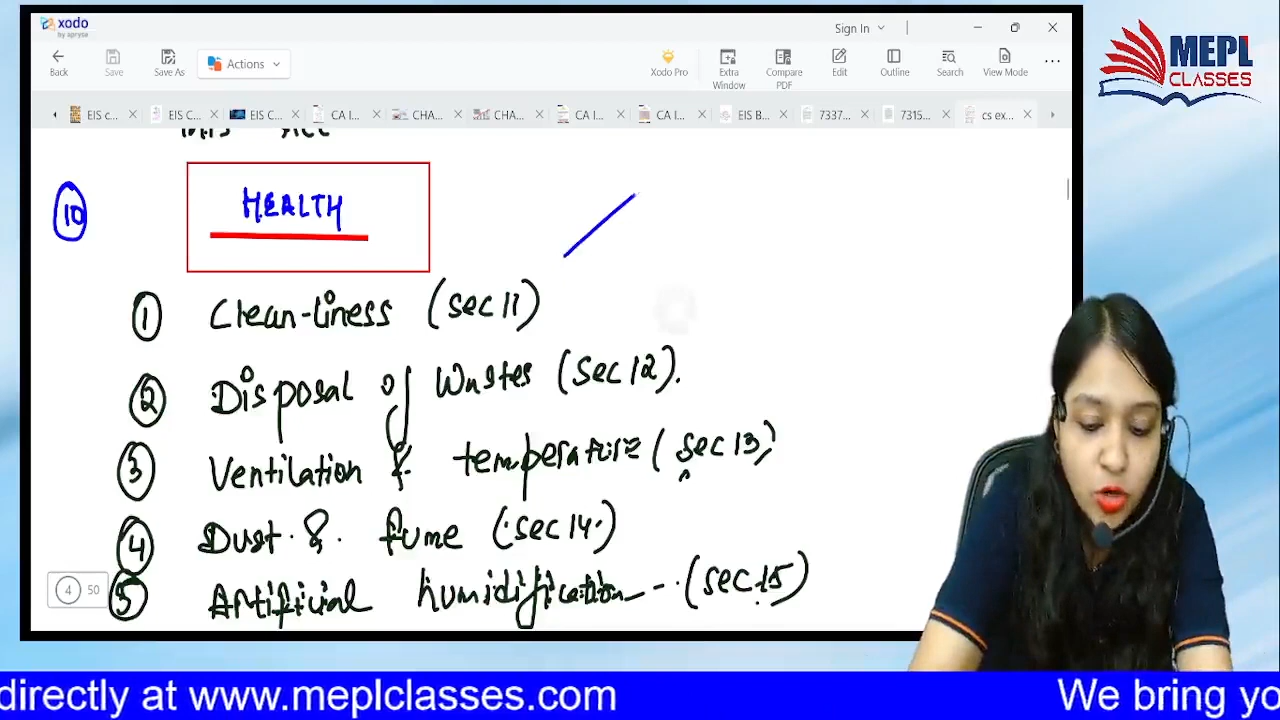 xodo
by apryse
Sign In
Back
Save
Save As
Actions
Xodo Pro
Extra Window
Compare PDF
Edit
Outline
Search
View Mode
EIS c...
EIS C...
EIS C...
CA I...
CHA...
CHA...
CA I...
CA I...
EIS B...
7337...
7315...
cs ex...
MEPL
CLASSES
10
HEALTH
1 Clean-liness (sec 11)
2 Disposal of Wastes (sec 12).
3 Ventilation & temperature (sec 13)
4 Dust & fume (sec 14)
5 Artificial humidification - (sec 15)
4 50
directly at www.meplclasses.com
We bring yo